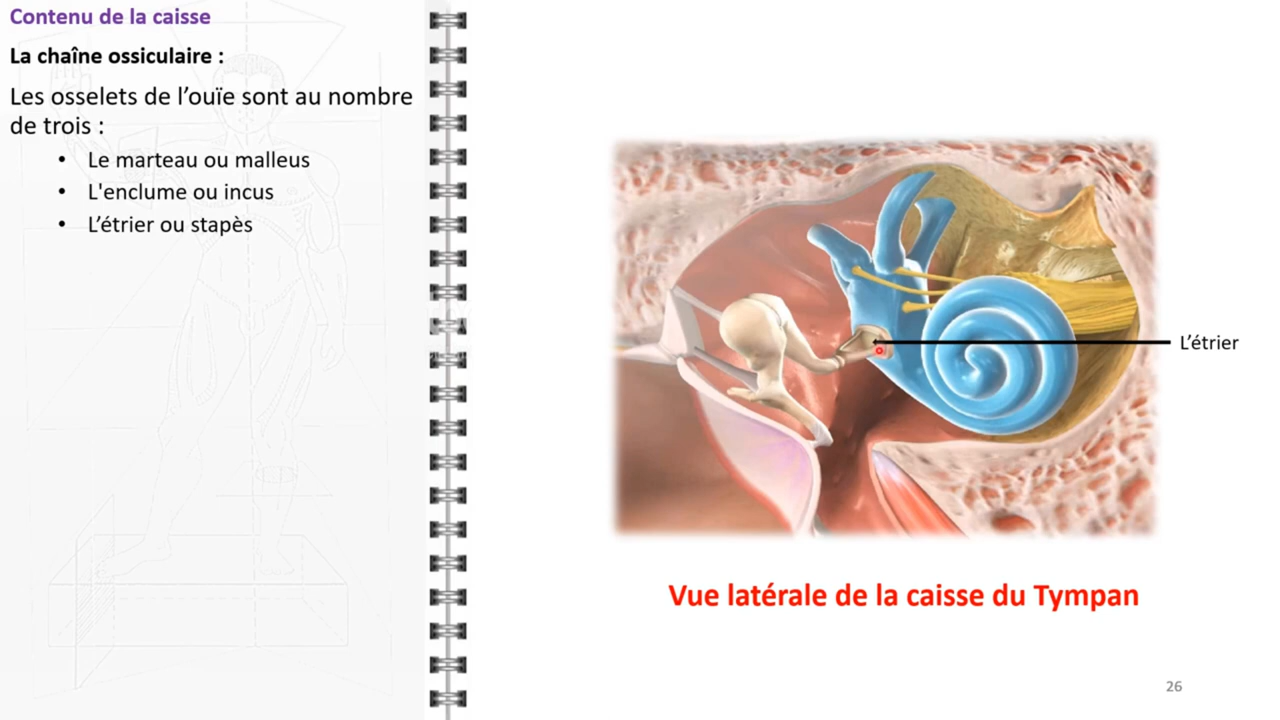 Contenu de la caisse
La chaîne ossiculaire :
Les osselets de l’ouïe sont au nombre
de trois :
• Le marteau ou malleus
• L'enclume ou incus
• L’étrier ou stapès
L’étrier
Vue latérale de la caisse du Tympan
26